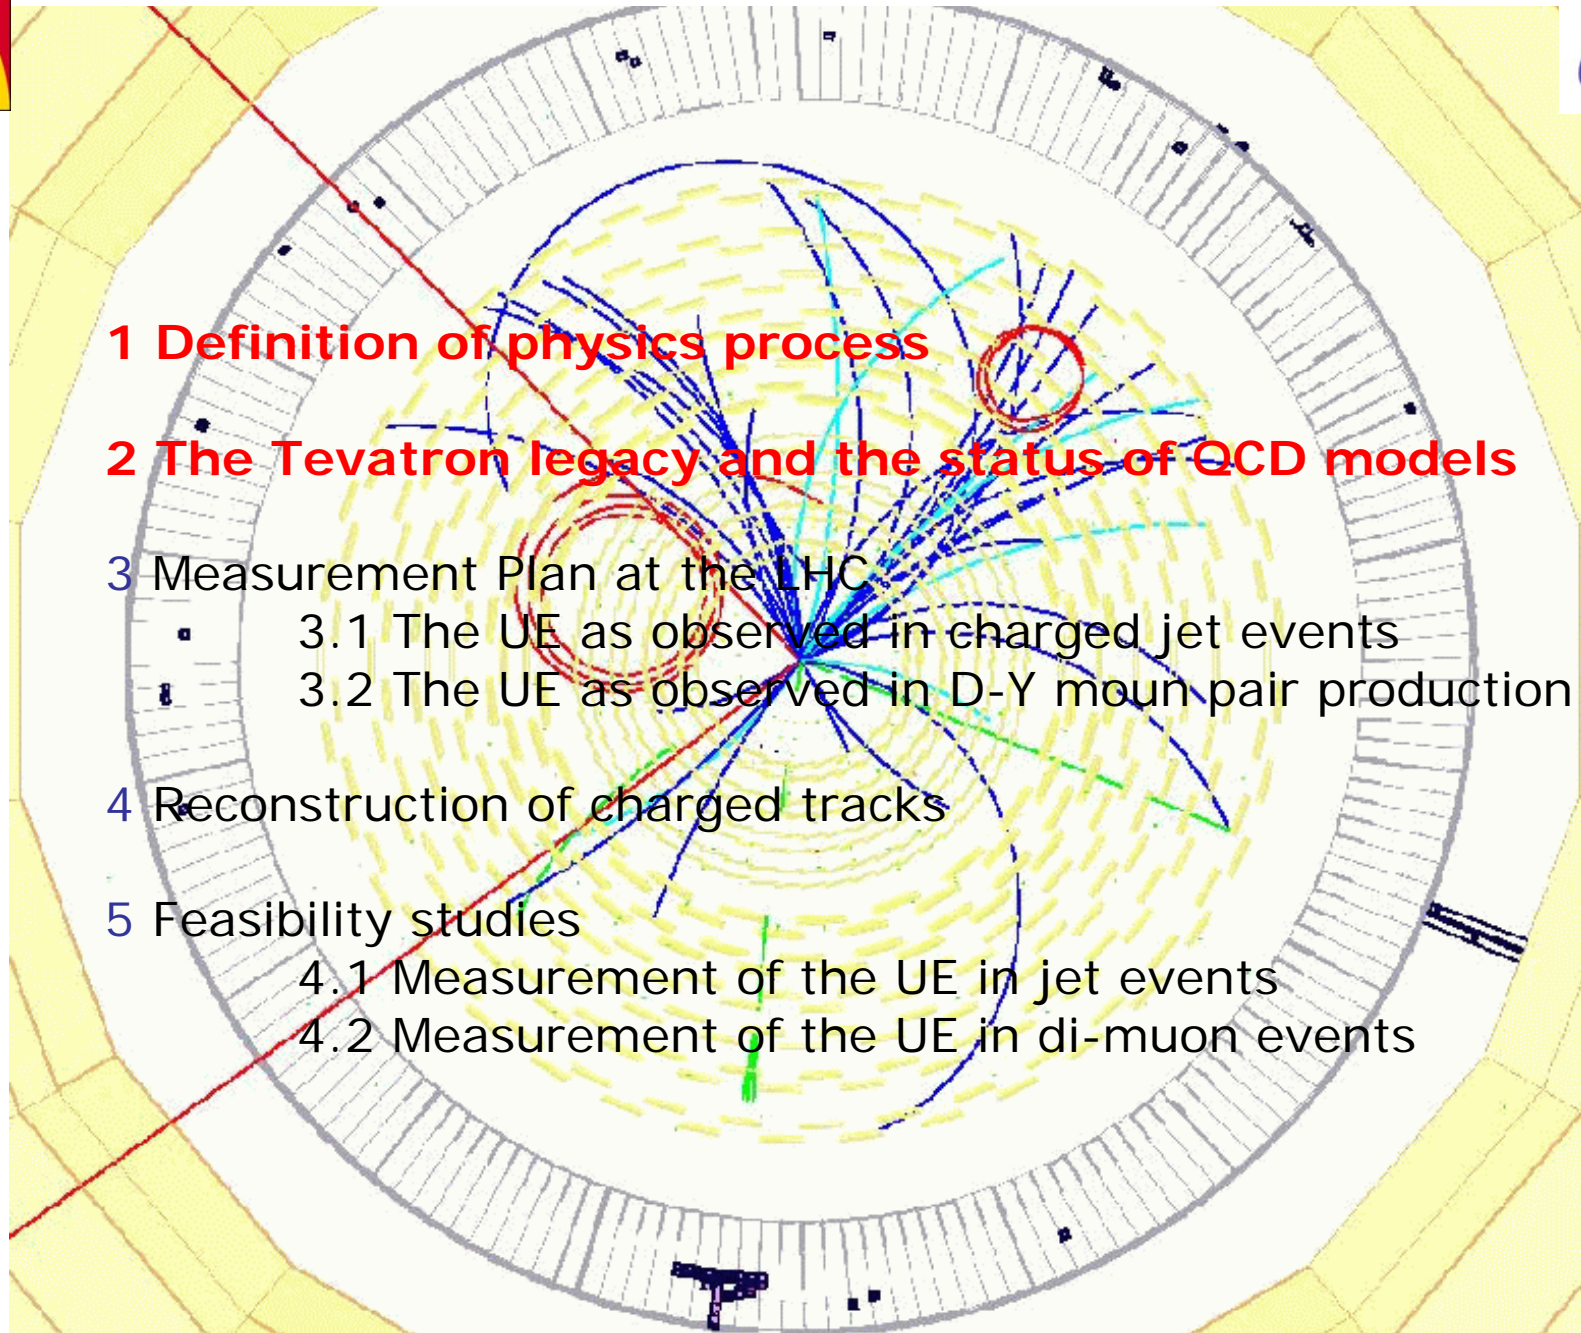 1 Definition of physics process
2 The Tevatron legacy and the status of QCD models
3 Measurement Plan at the LHC
3.1 The UE as observed in charged jet events
3.2 The UE as observed in D-Y moun pair production
4 Reconstruction of charged tracks
5 Feasibility studies
4.1 Measurement of the UE in jet events
4.2 Measurement of the UE in di-muon events